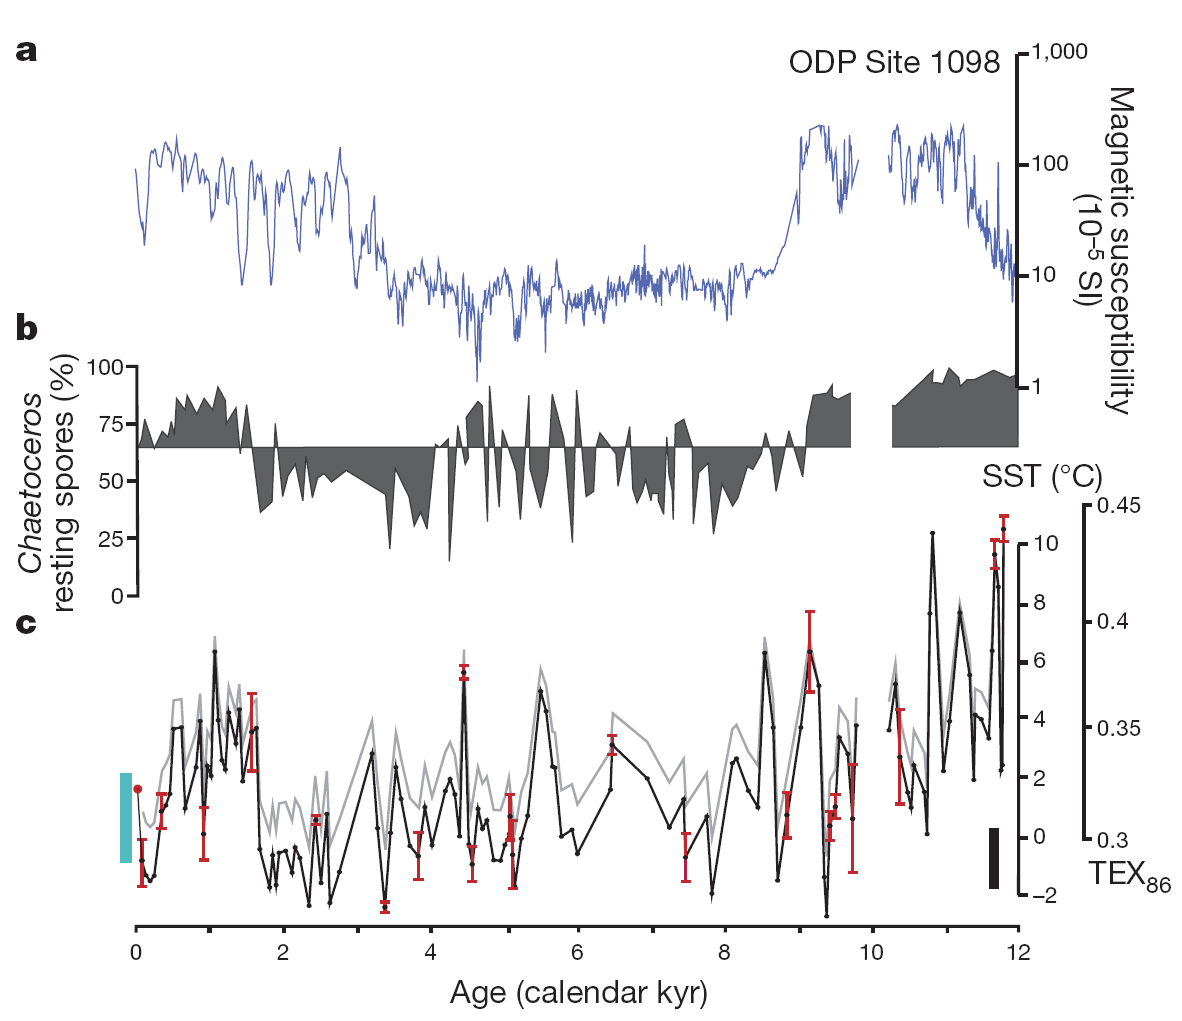 a
ODP Site 1098
1,000
100
10
1
Magnetic susceptibility
(10–5 SI)
b
100
75
50
25
0
Chaetoceros
resting spores (%)
c
SST (°C)
10
8
6
4
2
0
–2
0.45
0.4
0.35
0.3
TEX86
0 2 4 6 8 10 12
Age (calendar kyr)